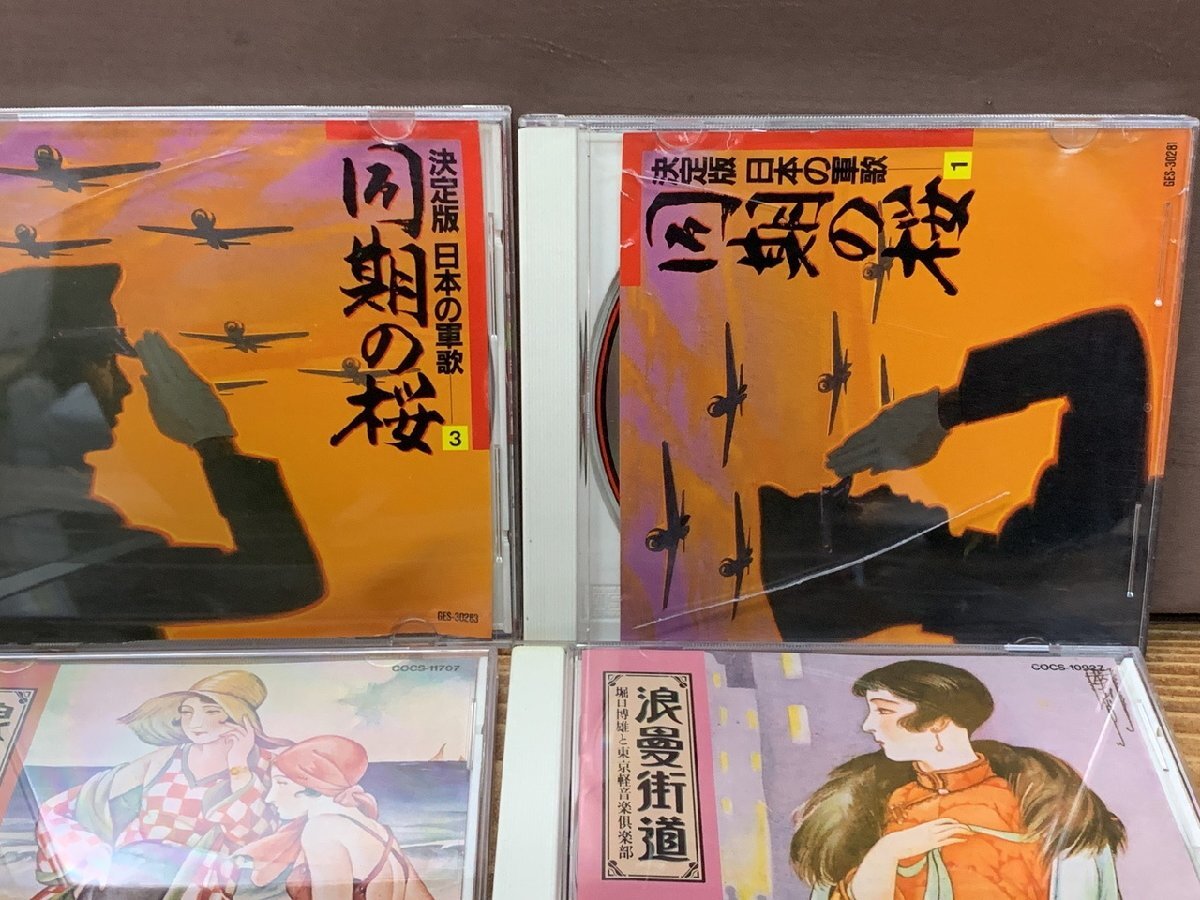 決定版 日本の軍歌
同期の桜
3
GES-30283
決定版 日本の軍歌
1
同期の桜
GES-30281
COCS-11707
COCS-10927
浪曼街道
堀口博雄と東京軽音楽倶楽部